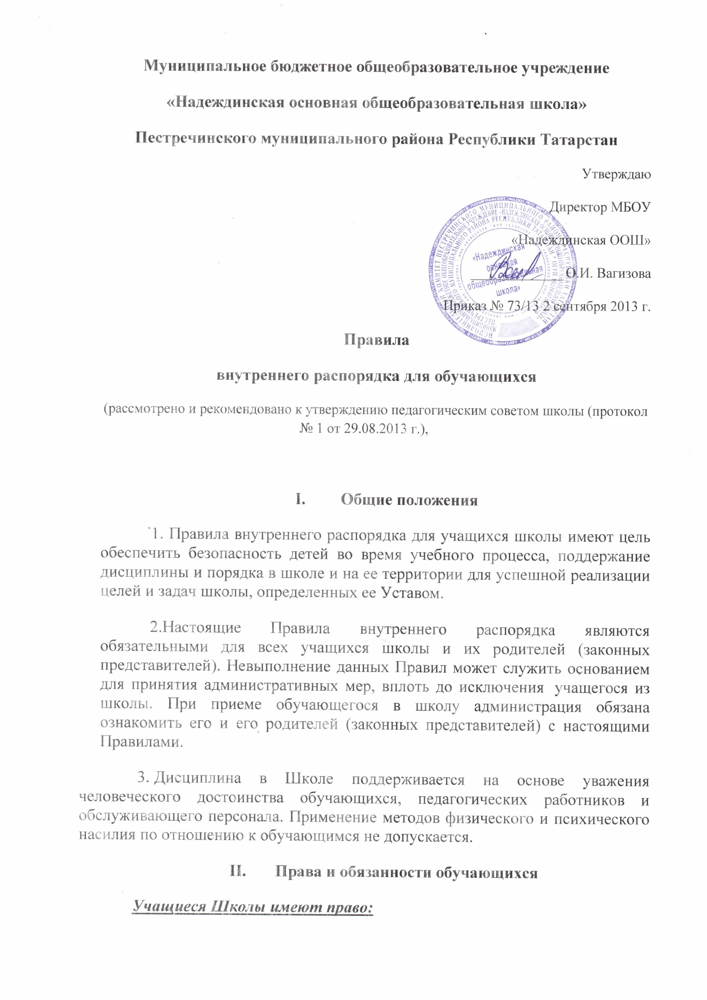 Муниципальное бюджетное общеобразовательное учреждение
«Надеждинская основная общеобразовательная школа»
Пестречинского муниципального района Республики Татарстан
Утверждаю
Директор МБОУ
«Надеждинская ООШ»
О.И. Вагизова
Приказ № 73/13 2 сентября 2013 г.
«Надеждинская
основная
общеобразовательная
школа»
Правила
внутреннего распорядка для обучающихся
(рассмотрено и рекомендовано к утверждению педагогическим советом школы (протокол
№ 1 от 29.08.2013 г.),
I. Общие положения
1. Правила внутреннего распорядка для учащихся школы имеют цель
обеспечить безопасность детей во время учебного процесса, поддержание
дисциплины и порядка в школе и на ее территории для успешной реализации
целей и задач школы, определенных ее Уставом.
2.Настоящие Правила внутреннего распорядка являются
обязательными для всех учащихся школы и их родителей (законных
представителей). Невыполнение данных Правил может служить основанием
для принятия административных мер, вплоть до исключения учащегося из
школы. При приеме обучающегося в школу администрация обязана
ознакомить его и его родителей (законных представителей) с настоящими
Правилами.
3. Дисциплина в Школе поддерживается на основе уважения
человеческого достоинства обучающихся, педагогических работников и
обслуживающего персонала. Применение методов физического и психического
насилия по отношению к обучающимся не допускается.
II. Права и обязанности обучающихся
Учащиеся Школы имеют право: